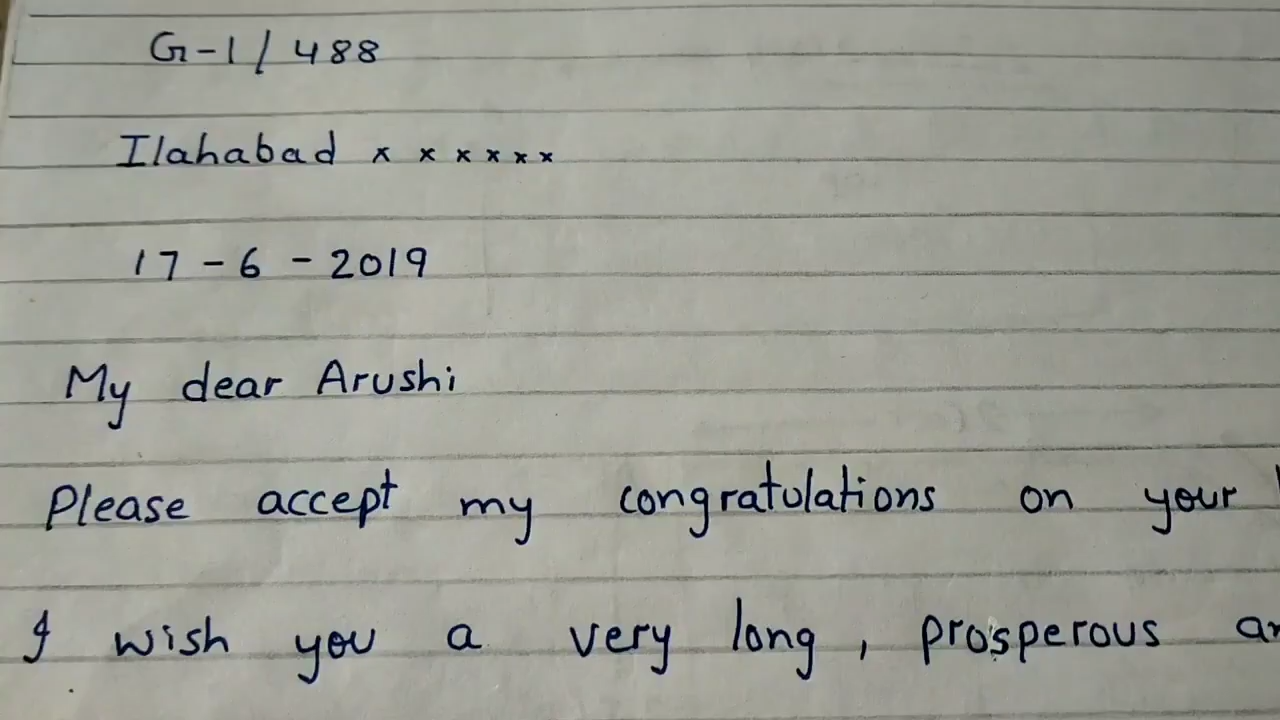 G-1/488
Ilahabad x x x x x x
17-6-2019
My dear Arushi
Please accept my congratulations on your
I wish you a very long, prosperous